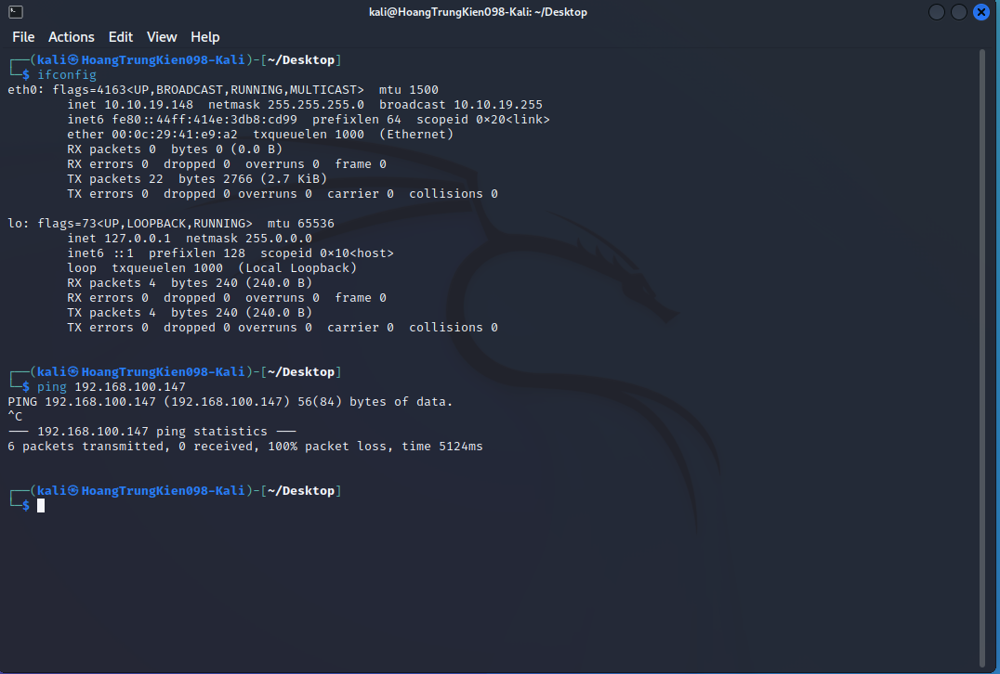 kali@HoangTrungKien098-Kali: ~/Desktop
File Actions Edit View Help
┌──(kali㉿HoangTrungKien098-Kali)-[~/Desktop]
└─$ ifconfig
eth0: flags=4163<UP,BROADCAST,RUNNING,MULTICAST>  mtu 1500
        inet 10.10.19.148  netmask 255.255.255.0  broadcast 10.10.19.255
        inet6 fe80::44ff:414e:3db8:cd99  prefixlen 64  scopeid 0×20<link>
        ether 00:0c:29:41:e9:a2  txqueuelen 1000  (Ethernet)
        RX packets 0  bytes 0 (0.0 B)
        RX errors 0  dropped 0  overruns 0  frame 0
        TX packets 22  bytes 2766 (2.7 KiB)
        TX errors 0  dropped 0 overruns 0  carrier 0  collisions 0

lo: flags=73<UP,LOOPBACK,RUNNING>  mtu 65536
        inet 127.0.0.1  netmask 255.0.0.0
        inet6 ::1  prefixlen 128  scopeid 0×10<host>
        loop  txqueuelen 1000  (Local Loopback)
        RX packets 4  bytes 240 (240.0 B)
        RX errors 0  dropped 0  overruns 0  frame 0
        TX packets 4  bytes 240 (240.0 B)
        TX errors 0  dropped 0 overruns 0  carrier 0  collisions 0

┌──(kali㉿HoangTrungKien098-Kali)-[~/Desktop]
└─$ ping 192.168.100.147
PING 192.168.100.147 (192.168.100.147) 56(84) bytes of data.
^C
--- 192.168.100.147 ping statistics ---
6 packets transmitted, 0 received, 100% packet loss, time 5124ms

┌──(kali㉿HoangTrungKien098-Kali)-[~/Desktop]
└─$